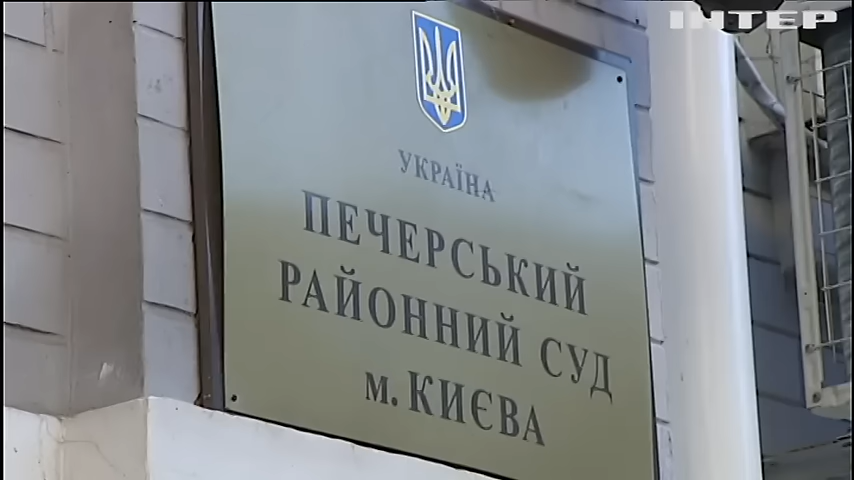 ІНТЕР
УКРАЇНА
ПЕЧЕРСЬКИЙ
РАЙОННИЙ СУД
м. КИЄВА